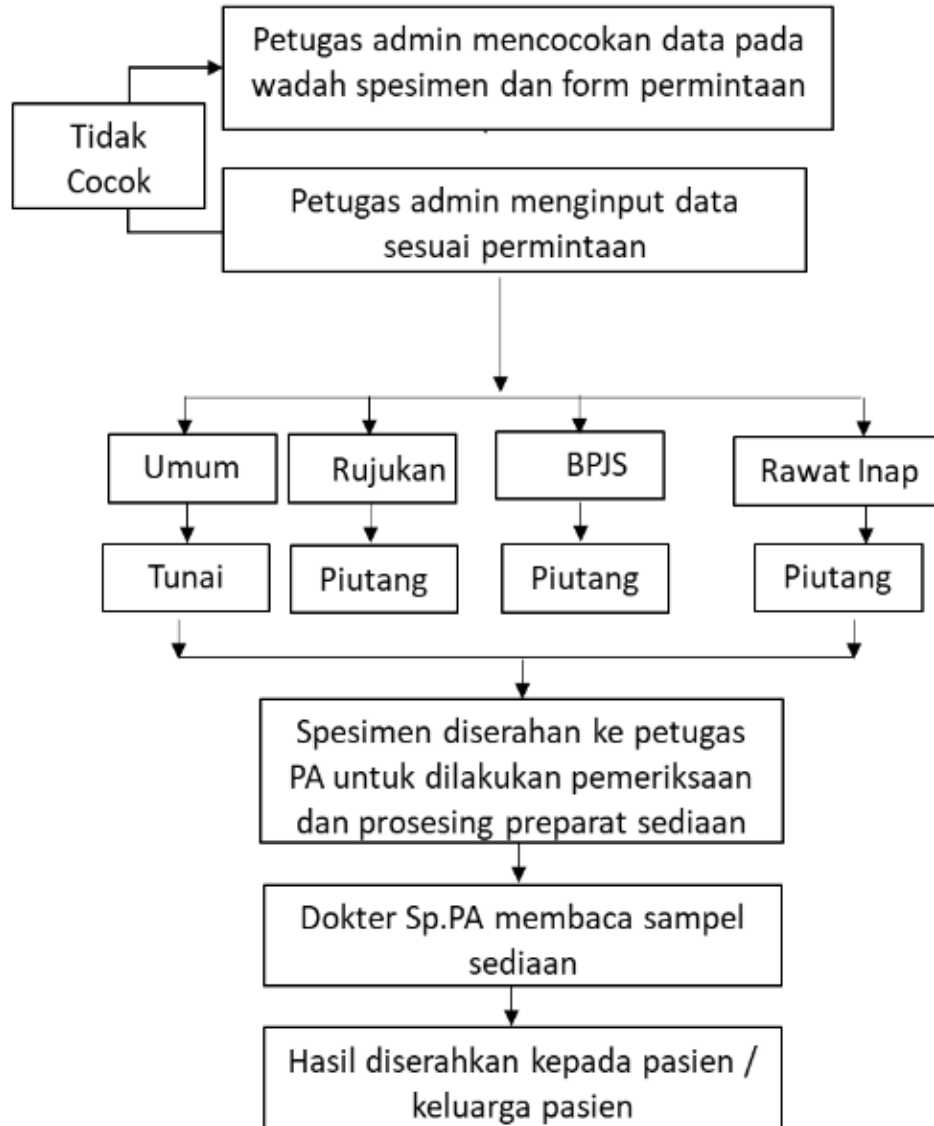 Petugas admin mencocokan data pada
wadah spesimen dan form permintaan
Tidak
Cocok
Petugas admin menginput data
sesuai permintaan
Umum
Rujukan
BPJS
Rawat Inap
Tunai
Piutang
Piutang
Piutang
Spesimen diserahan ke petugas
PA untuk dilakukan pemeriksaan
dan prosesing preparat sediaan
Dokter Sp.PA membaca sampel
sediaan
Hasil diserahkan kepada pasien /
keluarga pasien